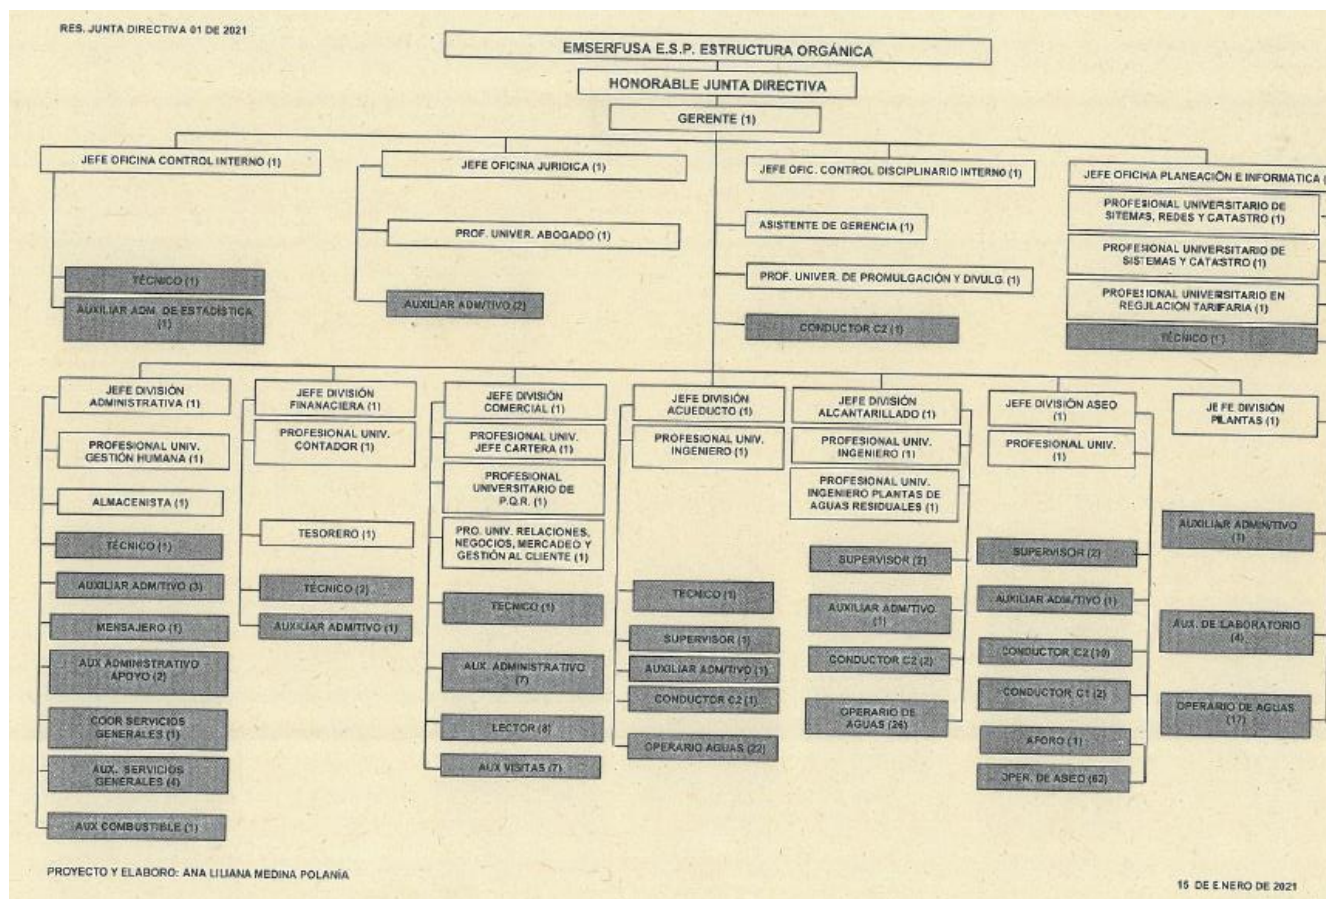 RES. JUNTA DIRECTIVA 01 DE 2021
EMSERFUSA E.S.P. ESTRUCTURA ORGÁNICA
HONORABLE JUNTA DIRECTIVA
GERENTE (1)
JEFE OFICINA CONTROL INTERNO (1)
TÉCNICO (1)
AUXILIAR ADM. DE ESTADÍSTICA
(1)
JEFE OFICINA JURIDICA (1)
PROF. UNIVER. ABOGADO (1)
AUXILIAR ADM/TIVO (2)
JEFE OFIC. CONTROL DISCIPLINARIO INTERNO (1)
ASISTENTE DE GERENCIA (1)
PROF. UNIVER. DE PROMULGACIÓN Y DIVULG. (1)
CONDUCTOR C2 (1)
JEFE OFICINA PLANEACIÓN E INFORMATICA (
PROFESIONAL UNIVERSITARIO DE
SITEMAS, REDES Y CATASTRO (1)
PROFESIONAL UNIVERSITARIO DE
SISTEMAS Y CATASTRO (1)
PROFESIONAL UNIVERSITARIO EN
REGULACIÓN TARIFARIA (1)
TÉCNICO (1)
JEFE DIVISIÓN
ADMINISTRATIVA (1)
PROFESIONAL UNIV.
GESTIÓN HUMANA (1)
ALMACENISTA (1)
TÉCNICO (1)
AUXILIAR ADM/TIVO (3)
MENSAJERO (1)
AUX ADMINISTRATIVO
APOYO (2)
COOR SERVICIOS
GENERALES (1)
AUX. SERVICIOS
GENERALES (4)
AUX COMBUSTIBLE (1)
JEFE DIVISIÓN
FINANACIERA (1)
PROFESIONAL UNIV.
CONTADOR (1)
TESORERO (1)
TÉCNICO (2)
AUXILIAR ADM/TIVO (1)
JEFE DIVISIÓN
COMERCIAL (1)
PROFESIONAL UNIV.
JEFE CARTERA (1)
PROFESIONAL
UNIVERSITARIO DE
P.Q.R. (1)
PRO. UNIV. RELACIONES,
NEGOCIOS, MERCADEO Y
GESTIÓN AL CLIENTE (1)
TÉCNICO (1)
AUX. ADMINISTRATIVO
(7)
LECTOR (8)
AUX VISITAS (7)
JEFE DIVISIÓN
ACUEDUCTO (1)
PROFESIONAL UNIV.
INGENIERO (1)
TECNICO (1)
SUPERVISOR (1)
AUXILIAR ADM/TIVO (1)
CONDUCTOR C2 (1)
OPERARIO AGUAS (22)
JEFE DIVISIÓN
ALCANTARILLADO (1)
PROFESIONAL UNIV.
INGENIERO (1)
PROFESIONAL UNIV.
INGENIERO PLANTAS DE
AGUAS RESIDUALES (1)
SUPERVISOR (2)
AUXILIAR ADM/TIVO
(1)
CONDUCTOR C2 (2)
OPERARIO DE
AGUAS (26)
JEFE DIVISIÓN ASEO
(1)
PROFESIONAL UNIV.
(1)
SUPERVISOR (2)
AUXILIAR ADM/TIVO (1)
CONDUCTOR C2 (10)
CONDUCTOR C1 (2)
AFORO (1)
OPER. DE ASEO (62)
JEFE DIVISIÓN
PLANTAS (1)
AUXILIAR ADMIN/TIVO
(1)
AUX. DE LABORATORIO
(4)
OPERARIO DE AGUAS
(17)
PROYECTO Y ELABORO: ANA LILIANA MEDINA POLANÍA
15 DE ENERO DE 2021